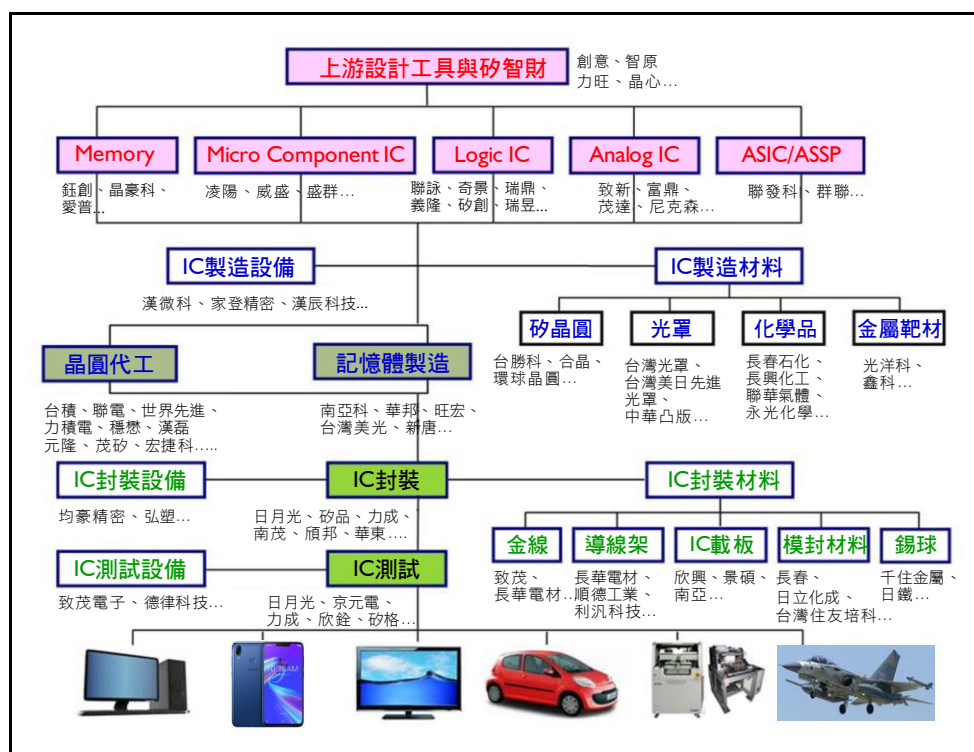 上游設計工具與矽智財
創意、智原
力旺、晶心…
Memory
Micro Component IC
Logic IC
Analog IC
ASIC/ASSP
鈺創、晶豪科、
愛普...
凌陽、威盛、盛群...
聯詠、奇景、瑞鼎、
義隆、矽創、瑞昱...
致新、富鼎、
茂達、尼克森...
聯發科、群聯...
IC製造設備
IC製造材料
漢微科、家登精密、漢辰科技...
矽晶圓
光罩
化學品
金屬靶材
台勝科、合晶、
環球晶圓…
台灣光罩、
台灣美日先進
光罩、
中華凸版…
長春石化、
長興化工、
聯華氣體、
永光化學…
光洋科、
鑫科…
晶圓代工
記憶體製造
台積、聯電、世界先進、
力積電、穩懋、漢磊
元隆、茂矽、宏捷科…..
南亞科、華邦、旺宏、
台灣美光、新唐…
IC封裝設備
IC封裝
IC封裝材料
均豪精密、弘塑…
日月光、矽品、力成、
南茂、頎邦、華東….
金線
導線架
IC載板
模封材料
錫球
致茂、
長華電材…
長華電材、
順德工業、
利汎科技…
欣興、景碩、
南亞…
長春、
日立化成、
台灣住友培科…
千住金屬、
日鐵…
IC測試設備
IC測試
致茂電子、德律科技…
日月光、京元電、
力成、欣銓、矽格…